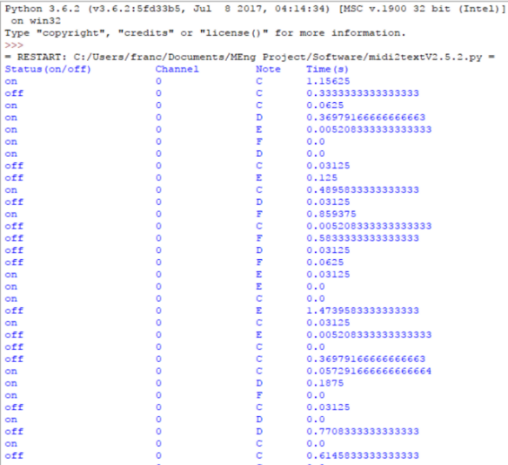 Python 3.6.2 (v3.6.2:5fd33b5, Jul  8 2017, 04:14:34) [MSC v.1900 32 bit (Intel)]
 on win32
Type "copyright", "credits" or "license()" for more information.
>>>
= RESTART: C:/Users/franc/Documents/MEng Project/Software/midi2textV2.5.2.py =
Status(on/off) Channel Note Time(s)
on 0 C 1.15625
off 0 C 0.3333333333333333
on 0 C 0.0625
on 0 D 0.36979166666666663
on 0 E 0.005208333333333333
on 0 F 0.0
on 0 D 0.0
off 0 C 0.03125
off 0 E 0.125
on 0 C 0.4895833333333333
off 0 D 0.03125
on 0 F 0.859375
off 0 C 0.005208333333333333
off 0 F 0.5833333333333333
off 0 D 0.03125
off 0 F 0.0625
on 0 E 0.03125
on 0 E 0.0
on 0 C 0.0
off 0 E 1.4739583333333333
on 0 C 0.03125
off 0 E 0.005208333333333333
off 0 C 0.0
off 0 C 0.36979166666666663
on 0 C 0.057291666666666664
on 0 D 0.1875
on 0 F 0.0
off 0 C 0.03125
on 0 D 0.0
off 0 D 0.7708333333333333
on 0 C 0.0
off 0 C 0.6145833333333333